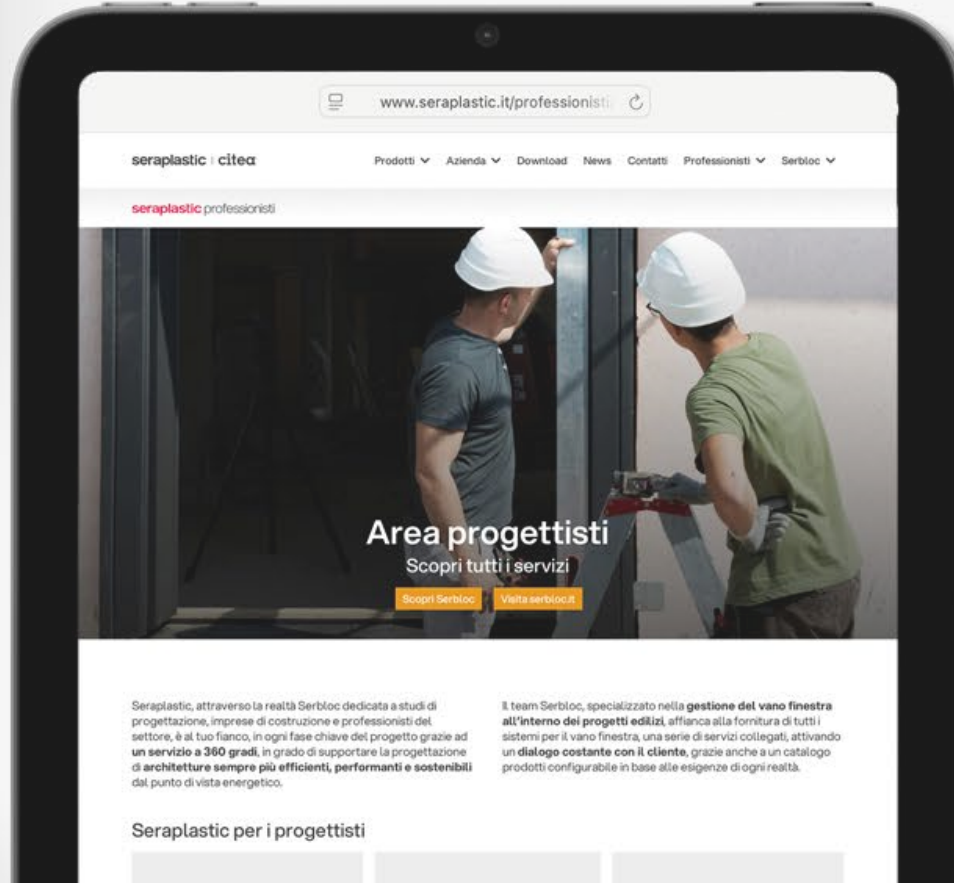 www.seraplastic.it/professionisti
seraplastic | citea
Prodotti Azienda Download News Contatti Professionisti Serbloc
seraplastic professionisti
Area progettisti
Scopri tutti i servizi
Scopri Serbloc Visita serbloc.it
Seraplastic, attraverso la realtà Serbloc dedicata a studi di
progettazione, imprese di costruzione e professionisti del
settore, è al tuo fianco, in ogni fase chiave del progetto grazie ad
un servizio a 360 gradi, in grado di supportare la progettazione
di architetture sempre più efficienti, performanti e sostenibili
dal punto di vista energetico.
Il team Serbloc, specializzato nella gestione del vano finestra
all'interno dei progetti edilizi, affianca alla fornitura di tutti i
sistemi per il vano finestra, una serie di servizi collegati, attivando
un dialogo costante con il cliente, grazie anche a un catalogo
prodotti configurabile in base alle esigenze di ogni realtà.
Seraplastic per i progettisti